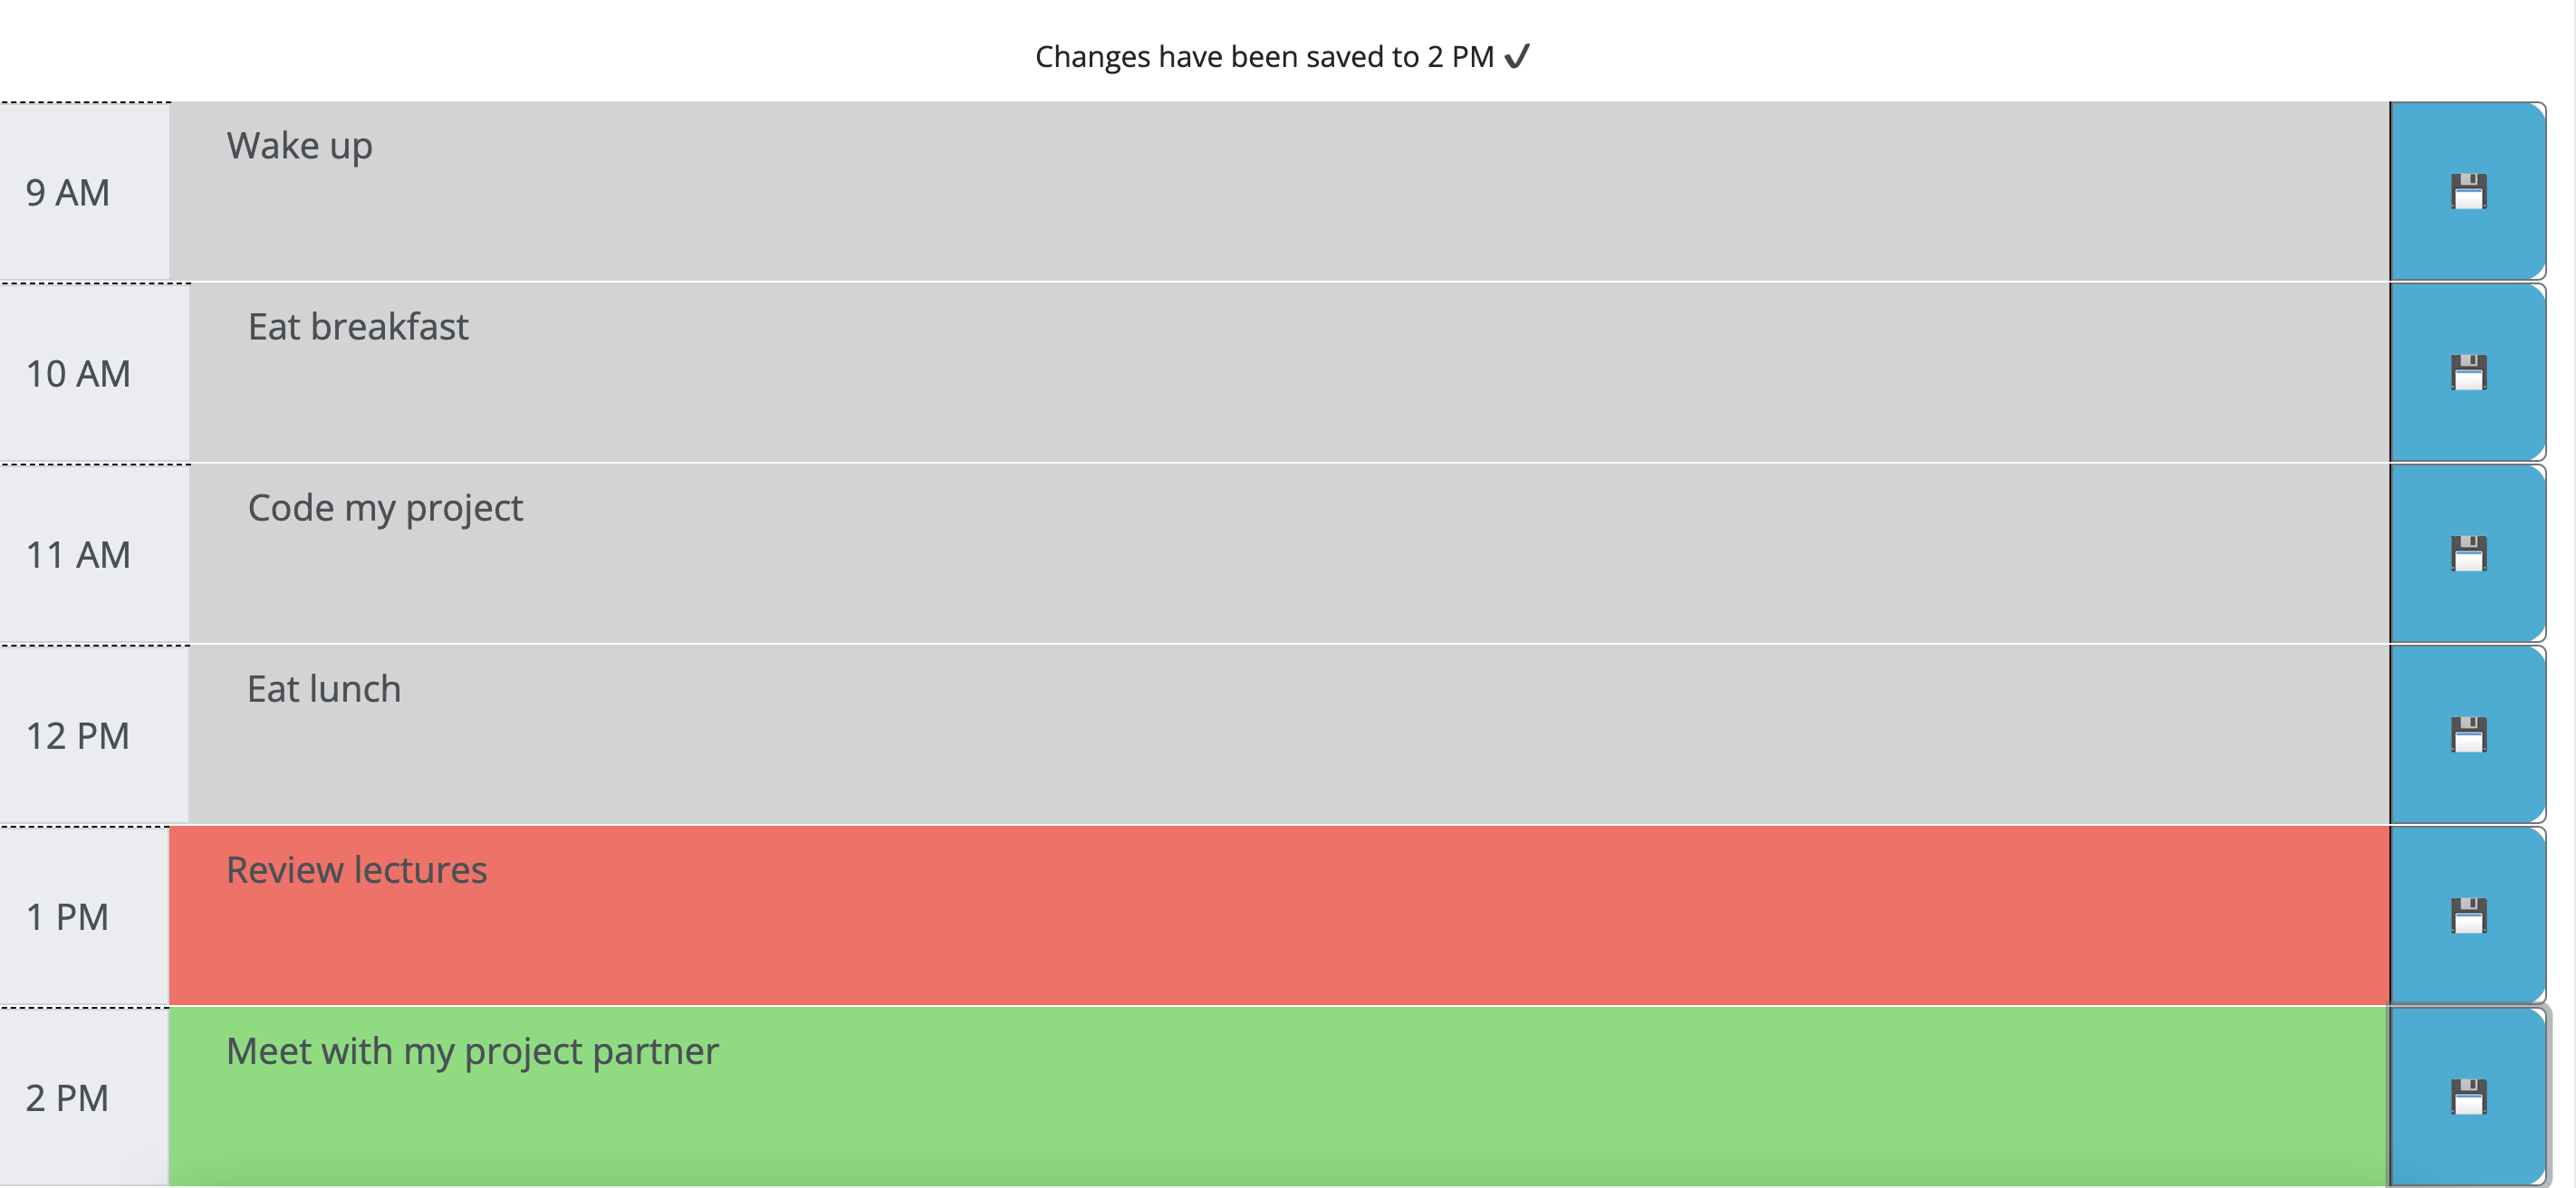 Changes have been saved to 2 PM ✔
9 AM
Wake up
10 AM
Eat breakfast
11 AM
Code my project
12 PM
Eat lunch
1 PM
Review lectures
2 PM
Meet with my project partner